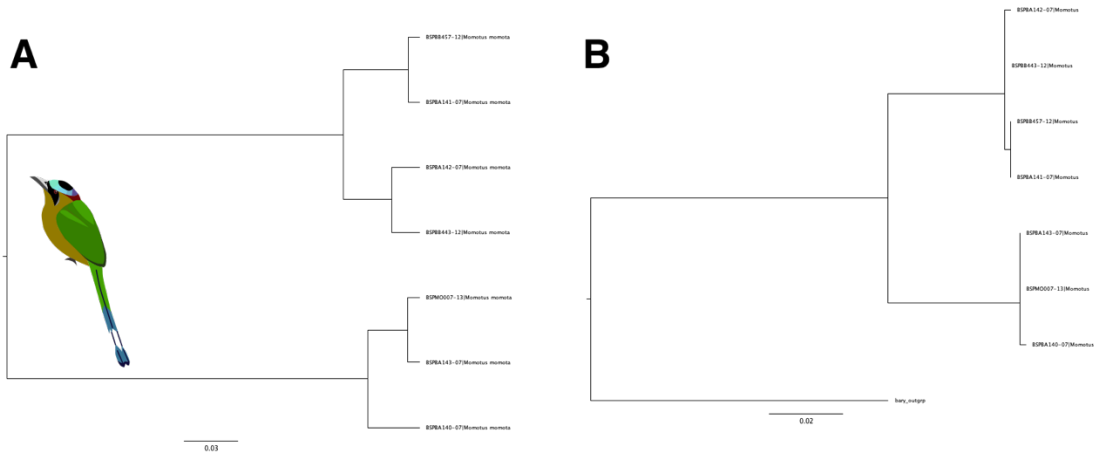 A
BSPBB457-12|Momotus momota
BSPBA141-07|Momotus momota
BSPBA142-07|Momotus momota
BSPBB443-12|Momotus momota
BSPMO007-13|Momotus momota
BSPBA143-07|Momotus momota
BSPBA140-07|Momotus momota
0.03
B
BSPBA142-07|Momotus
BSPBB443-12|Momotus
BSPBB457-12|Momotus
BSPBA141-07|Momotus
BSPBA143-07|Momotus
BSPMO007-13|Momotus
BSPBA140-07|Momotus
bary_outgrp
0.02